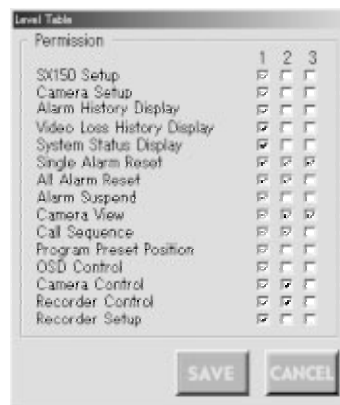 Level Table
Permission
1 2 3
SX150 Setup
Camera Setup
Alarm History Display
Video Loss History Display
System Status Display
Single Alarm Reset
All Alarm Reset
Alarm Suspend
Camera View
Call Sequence
Program Preset Position
OSD Control
Camera Control
Recorder Control
Recorder Setup
SAVE CANCEL